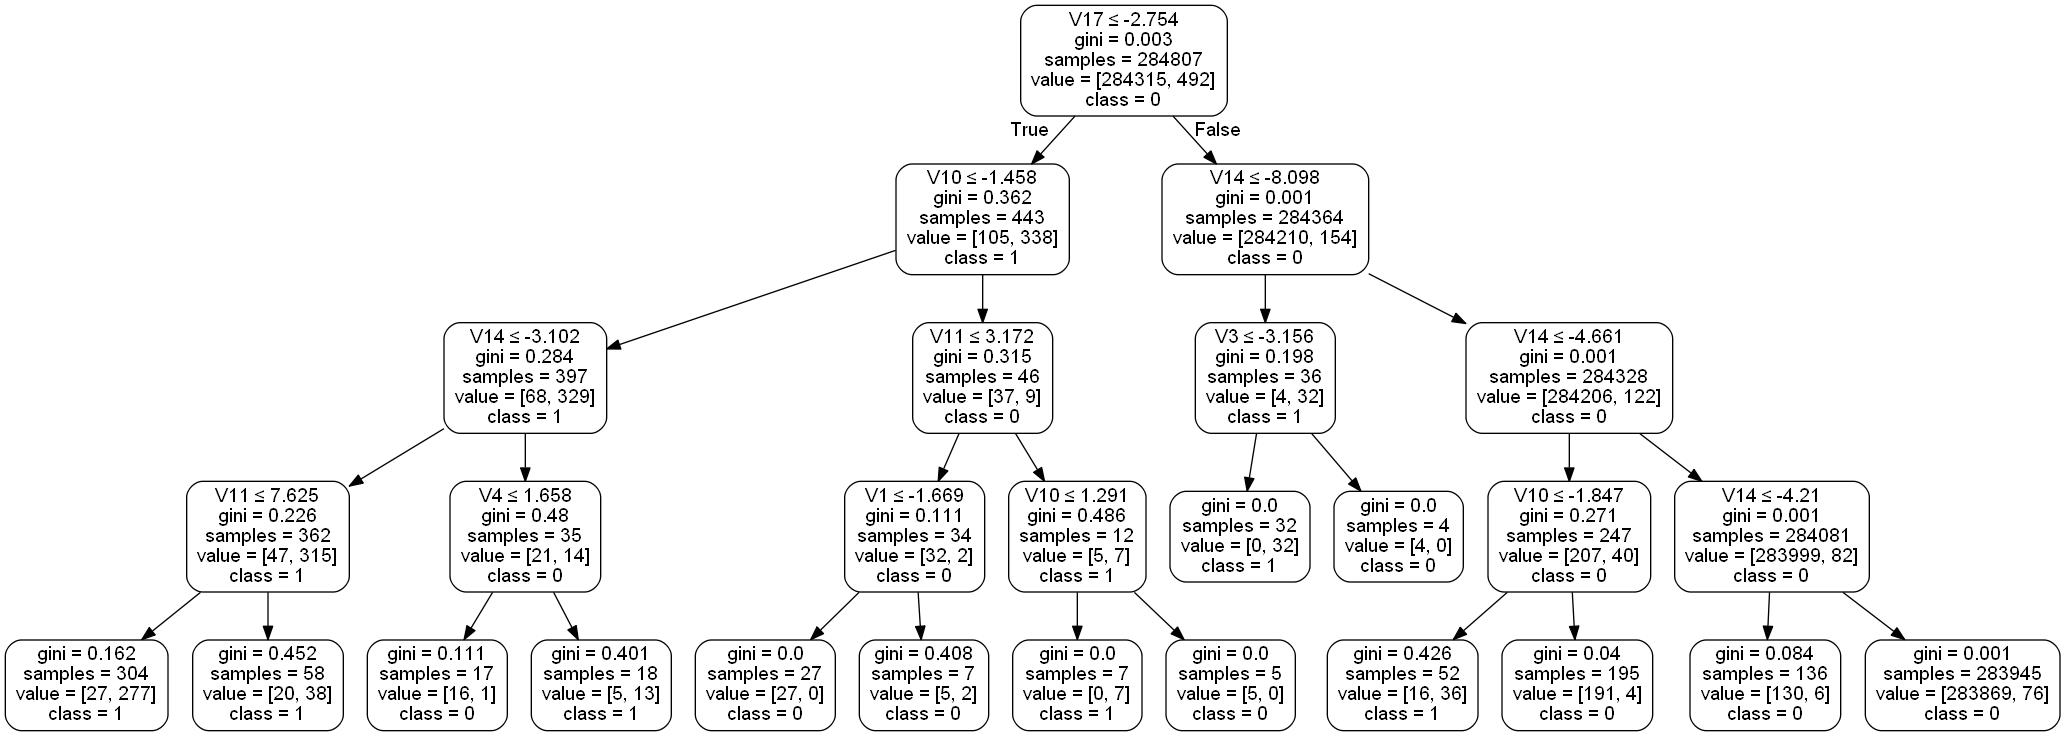 V17 ≤ -2.754
gini = 0.003
samples = 284807
value = [284315, 492]
class = 0
True
False
V10 ≤ -1.458
gini = 0.362
samples = 443
value = [105, 338]
class = 1
V14 ≤ -8.098
gini = 0.001
samples = 284364
value = [284210, 154]
class = 0
V14 ≤ -3.102
gini = 0.284
samples = 397
value = [68, 329]
class = 1
V11 ≤ 3.172
gini = 0.315
samples = 46
value = [37, 9]
class = 0
V3 ≤ -3.156
gini = 0.198
samples = 36
value = [4, 32]
class = 1
V14 ≤ -4.661
gini = 0.001
samples = 284328
value = [284206, 122]
class = 0
V11 ≤ 7.625
gini = 0.226
samples = 362
value = [47, 315]
class = 1
V4 ≤ 1.658
gini = 0.48
samples = 35
value = [21, 14]
class = 0
V1 ≤ -1.669
gini = 0.111
samples = 34
value = [32, 2]
class = 0
V10 ≤ 1.291
gini = 0.486
samples = 12
value = [5, 7]
class = 1
gini = 0.0
samples = 32
value = [0, 32]
class = 1
gini = 0.0
samples = 4
value = [4, 0]
class = 0
V10 ≤ -1.847
gini = 0.271
samples = 247
value = [207, 40]
class = 0
V14 ≤ -4.21
gini = 0.001
samples = 284081
value = [283999, 82]
class = 0
gini = 0.162
samples = 304
value = [27, 277]
class = 1
gini = 0.452
samples = 58
value = [20, 38]
class = 1
gini = 0.111
samples = 17
value = [16, 1]
class = 0
gini = 0.401
samples = 18
value = [5, 13]
class = 1
gini = 0.0
samples = 27
value = [27, 0]
class = 0
gini = 0.408
samples = 7
value = [5, 2]
class = 0
gini = 0.0
samples = 7
value = [0, 7]
class = 1
gini = 0.0
samples = 5
value = [5, 0]
class = 0
gini = 0.426
samples = 52
value = [16, 36]
class = 1
gini = 0.04
samples = 195
value = [191, 4]
class = 0
gini = 0.084
samples = 136
value = [130, 6]
class = 0
gini = 0.001
samples = 283945
value = [283869, 76]
class = 0